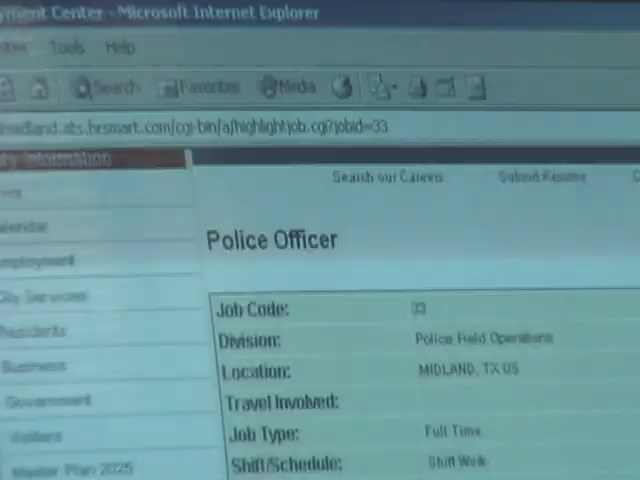 yment Center - Microsoft Internet Explorer
Tools Help
Search Favorites Media
midland.ats.hrsmart.com/cgi-bin/a/highlightjob.cgi?jobid=33
Information
Search our Careers Submit Resume
Calendar
Police Officer
Employment
City Services
Job Code: 33
Residents
Division: Police Field Operations
Business
Location: MIDLAND, TX US
Government
Travel Involved:
Visitors
Job Type: Full Time
Master Plan 2025
Shift/Schedule: Shift Work